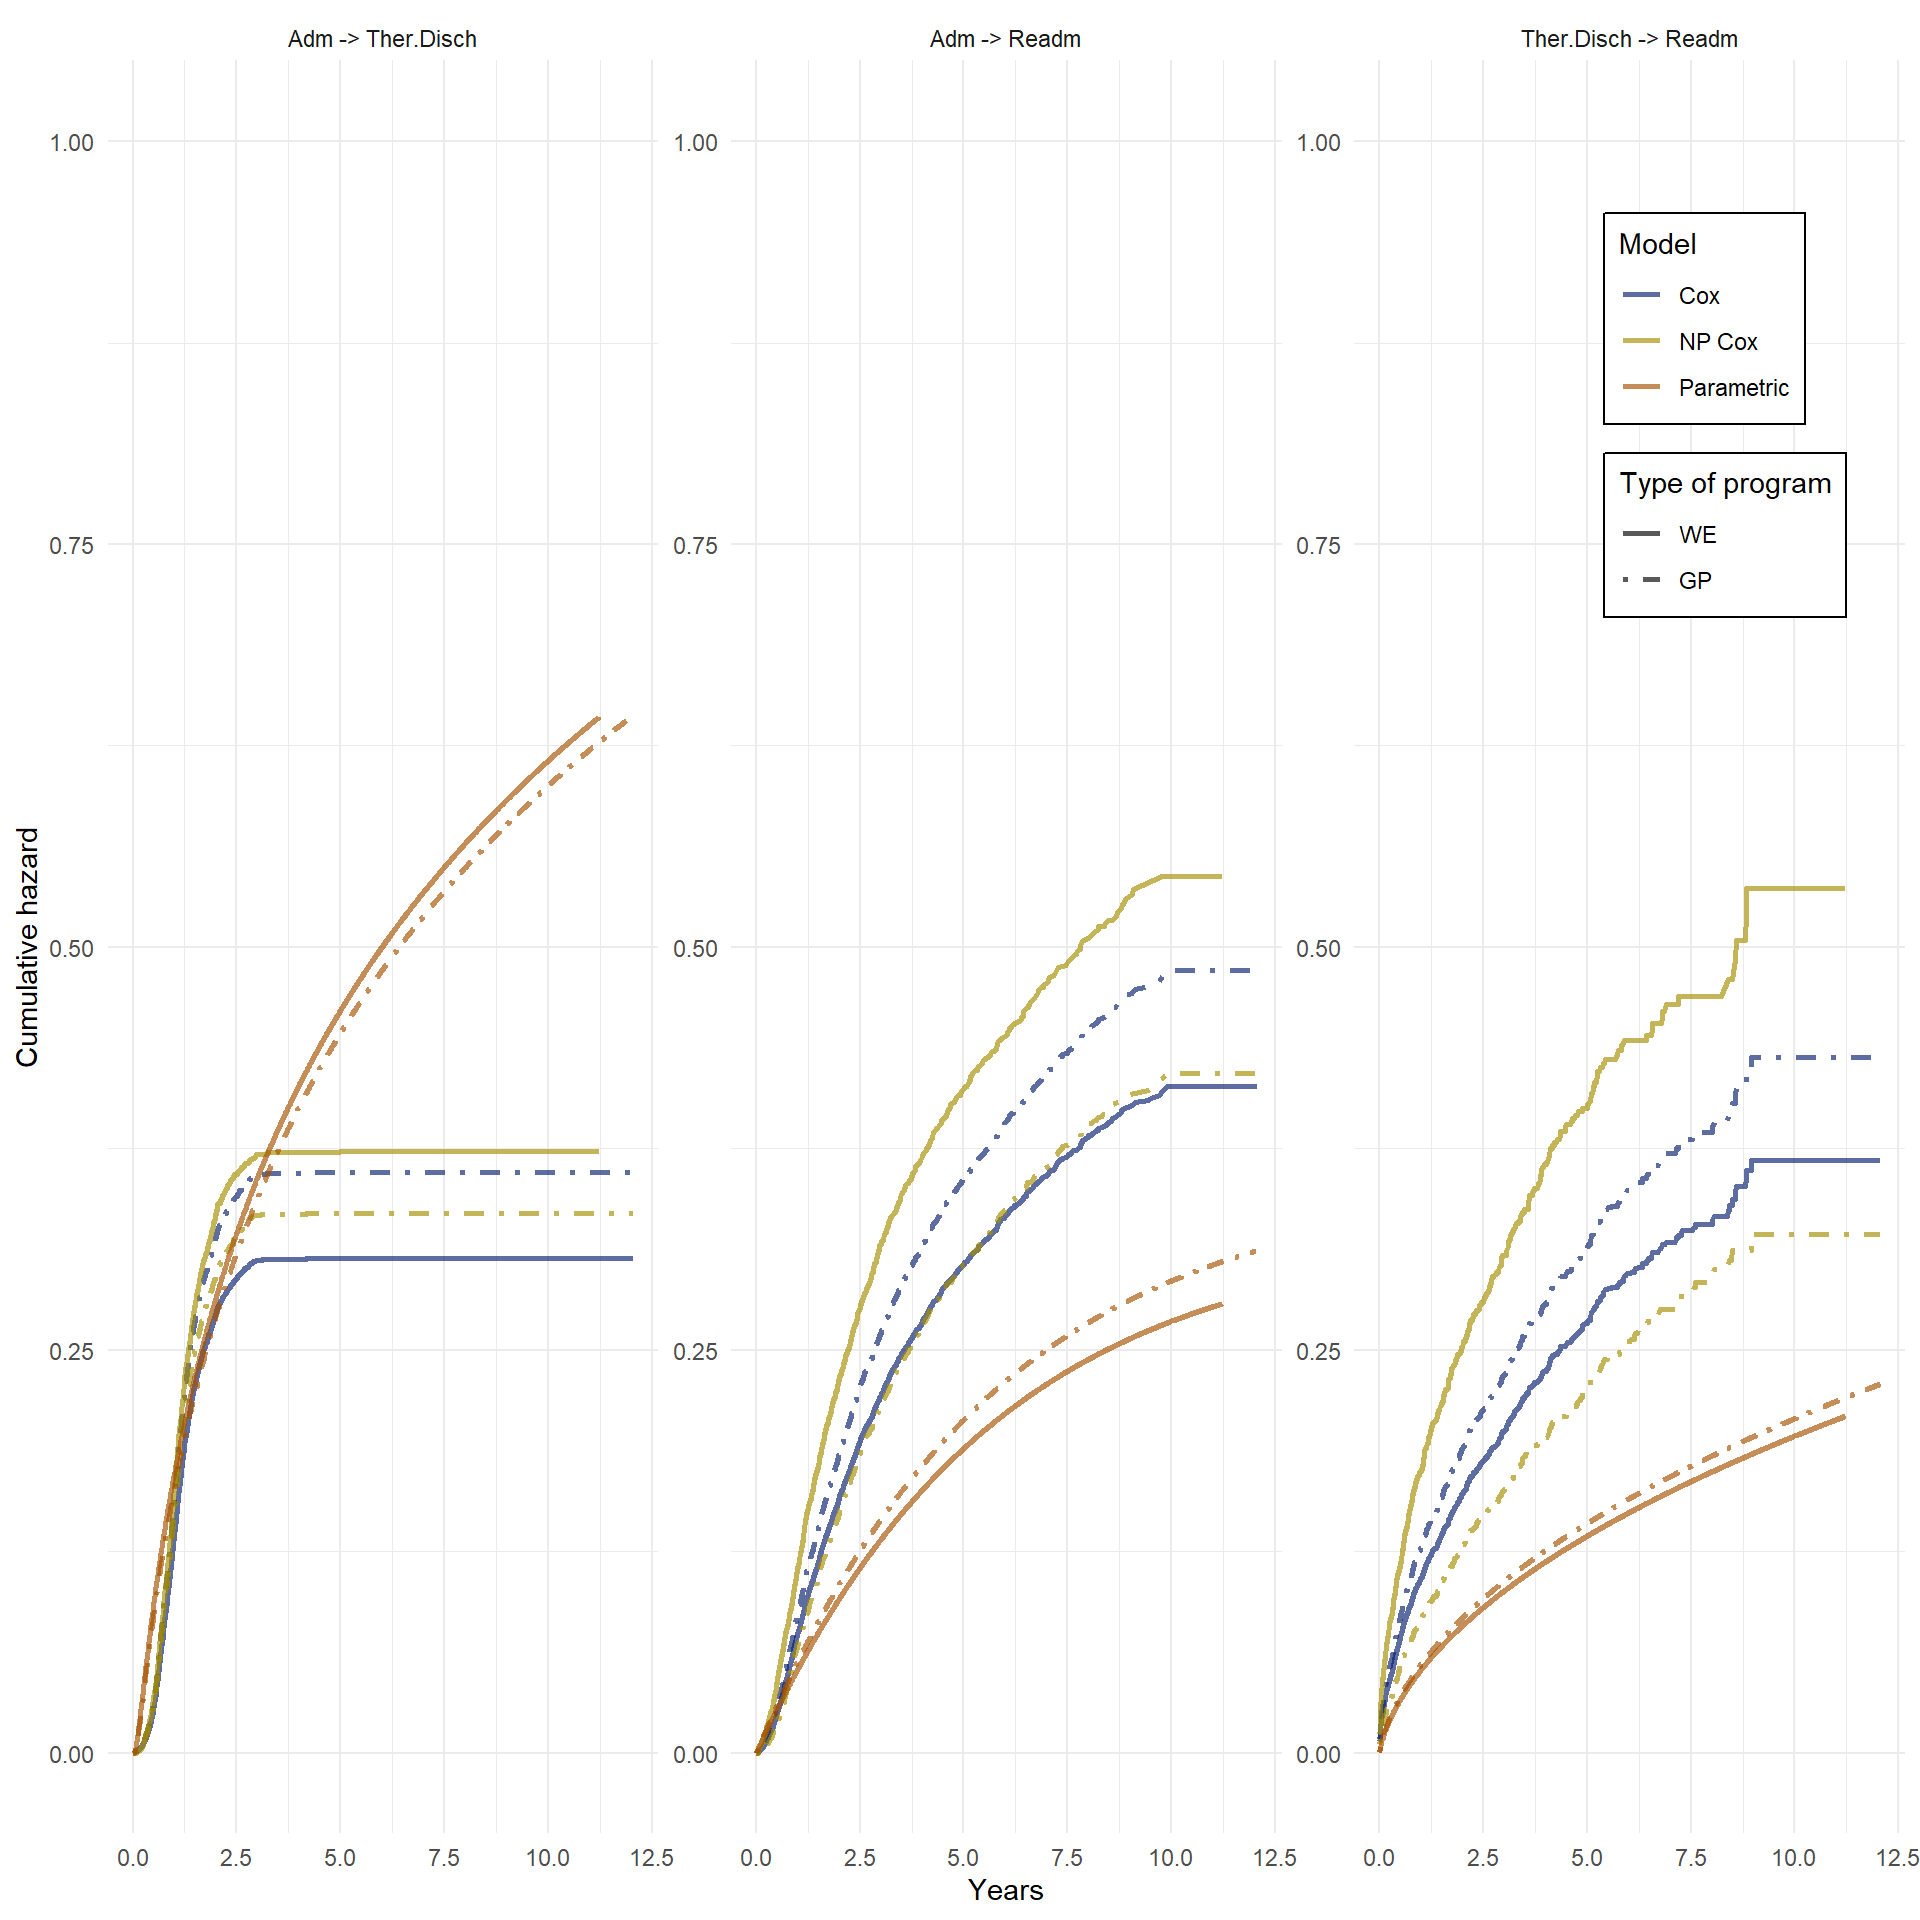 Adm -> Ther.Disch
Adm -> Readm
Ther.Disch -> Readm
1.00
0.75
0.50
0.25
0.00
1.00
0.75
0.50
0.25
0.00
1.00
0.75
0.50
0.25
0.00
Cumulative hazard
Model
Cox
NP Cox
Parametric
Type of program
WE
GP
0.0 2.5 5.0 7.5 10.0 12.5
0.0 2.5 5.0 7.5 10.0 12.5
0.0 2.5 5.0 7.5 10.0 12.5
Years